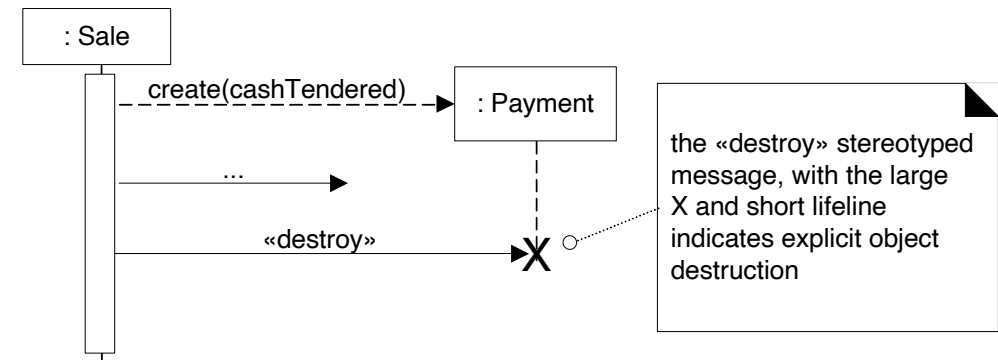 : Sale
create(cashTendered)
: Payment
...
«destroy»
X
the «destroy» stereotyped
message, with the large
X and short lifeline
indicates explicit object
destruction